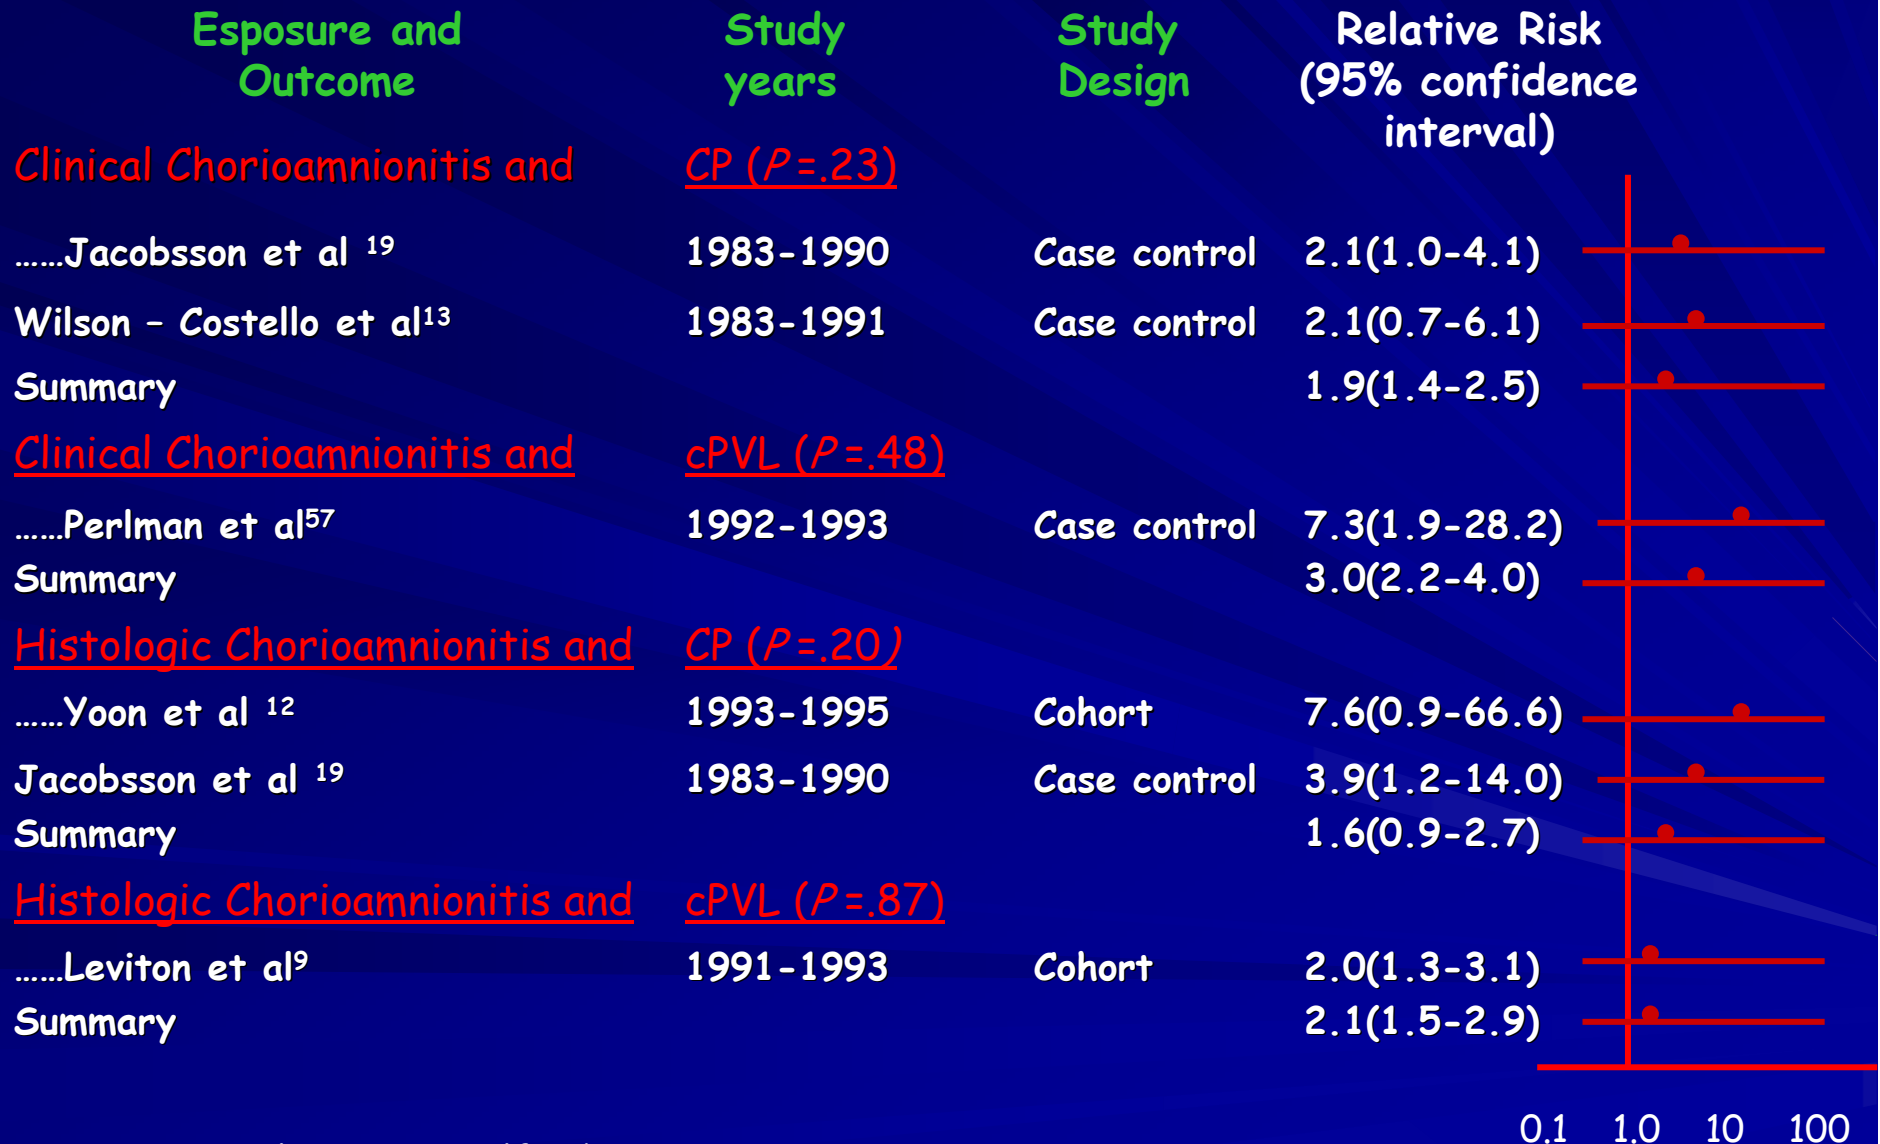 Esposure and Outcome Study years Study Design Relative Risk (95% confidence interval)
Clinical Chorioamnionitis and CP (P=.23)
……Jacobsson et al 19 1983-1990 Case control 2.1(1.0-4.1)
Wilson – Costello et al13 1983-1991 Case control 2.1(0.7-6.1)
Summary 1.9(1.4-2.5)
Clinical Chorioamnionitis and cPVL (P=.48)
……Perlman et al57 1992-1993 Case control 7.3(1.9-28.2)
Summary 3.0(2.2-4.0)
Histologic Chorioamnionitis and CP (P=.20)
……Yoon et al 12 1993-1995 Cohort 7.6(0.9-66.6)
Jacobsson et al 19 1983-1990 Case control 3.9(1.2-14.0)
Summary 1.6(0.9-2.7)
Histologic Chorioamnionitis and cPVL (P=.87)
……Leviton et al9 1991-1993 Cohort 2.0(1.3-3.1)
Summary 2.1(1.5-2.9)
0.1 1.0 10 100